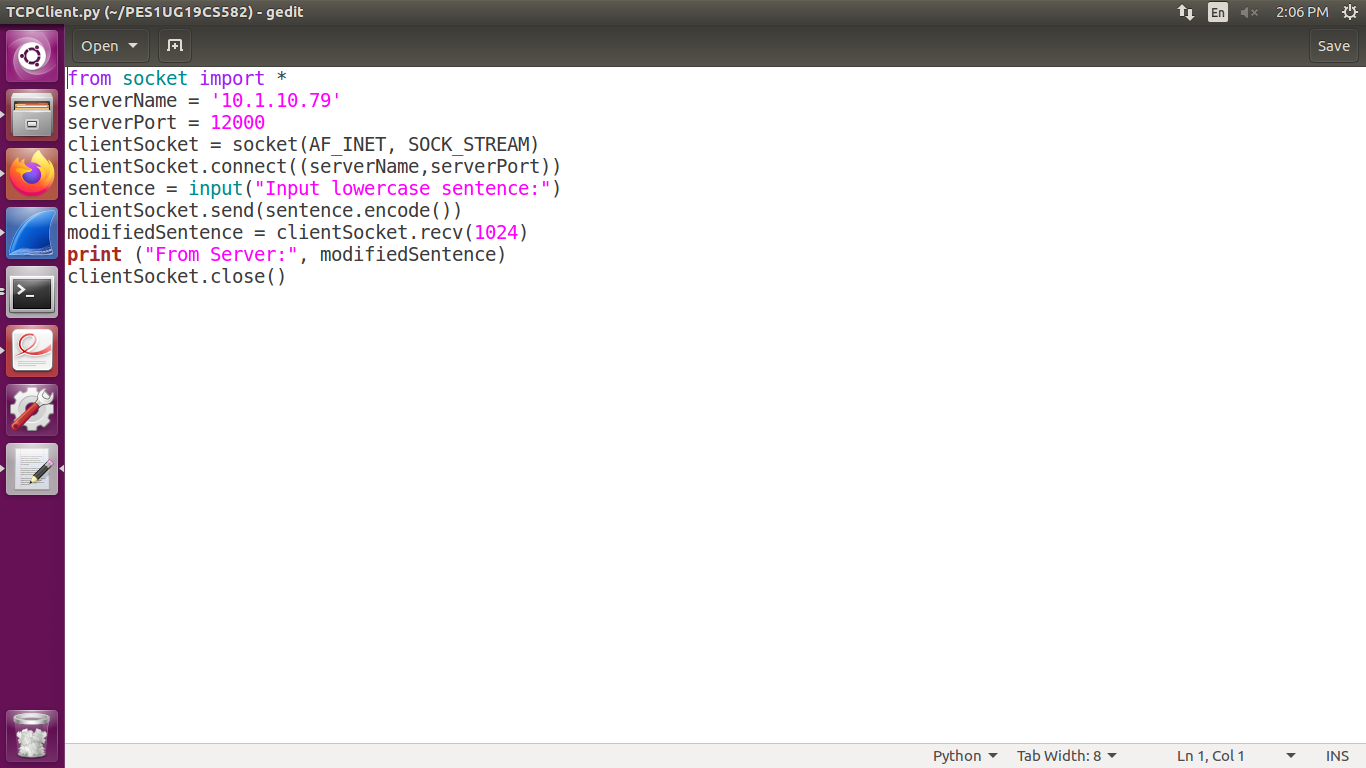 TCPClient.py (~/PES1UG19CS582) - gedit
En
2:06 PM
Open
Save
from socket import *
serverName = '10.1.10.79'
serverPort = 12000
clientSocket = socket(AF_INET, SOCK_STREAM)
clientSocket.connect((serverName,serverPort))
sentence = input("Input lowercase sentence:")
clientSocket.send(sentence.encode())
modifiedSentence = clientSocket.recv(1024)
print ("From Server:", modifiedSentence)
clientSocket.close()
Python
Tab Width: 8
Ln 1, Col 1
INS